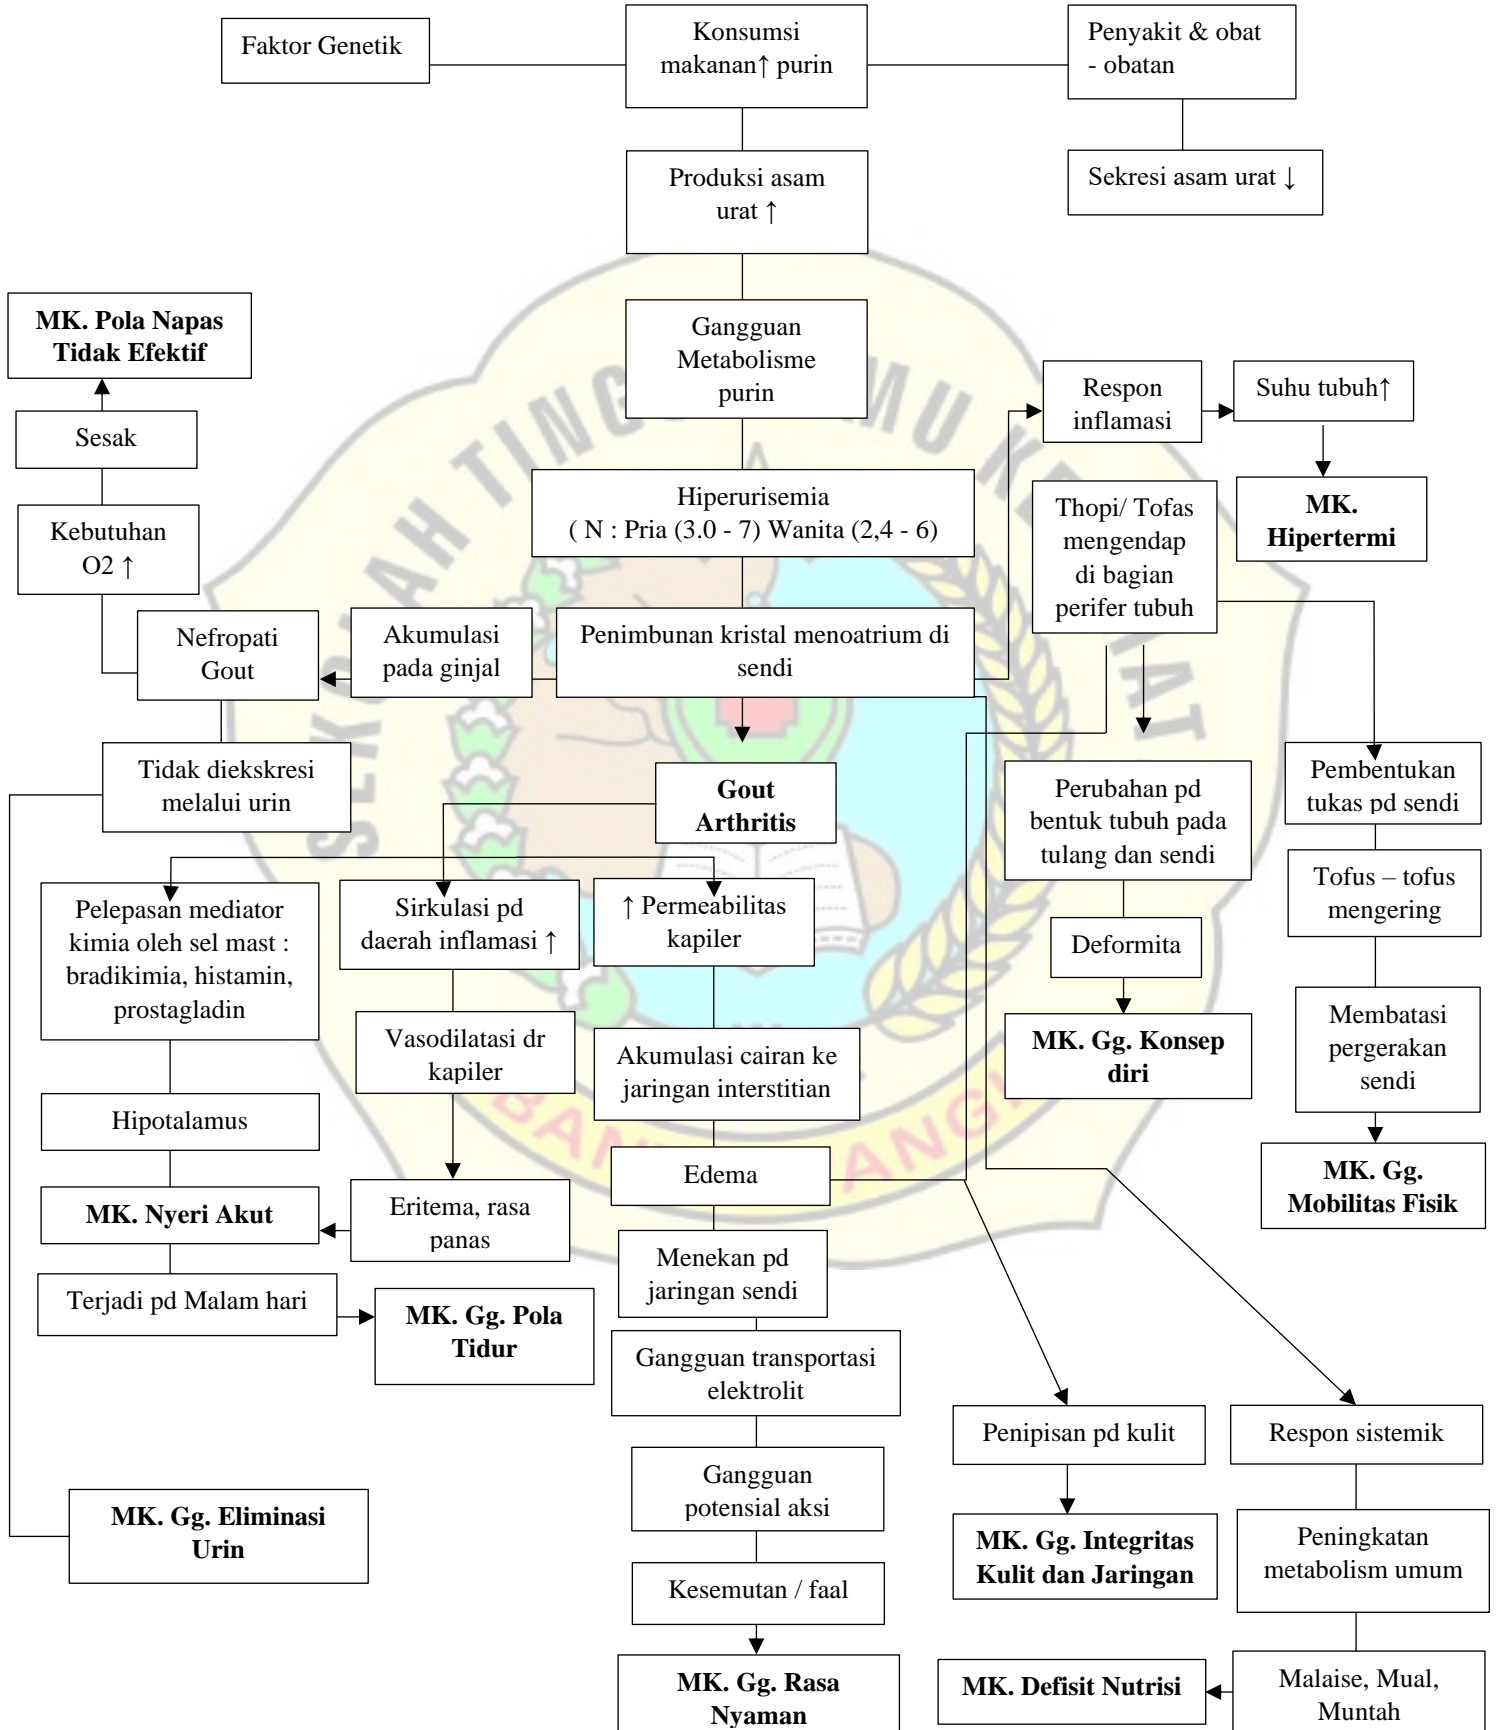 Faktor Genetik
Konsumsi
makanan↑ purin
Penyakit & obat
- obatan
Produksi asam
urat ↑
Sekresi asam urat ↓
MK. Pola Napas
Tidak Efektif
Gangguan
Metabolisme
purin
Respon
inflamasi
Suhu tubuh↑
Sesak
Hiperurisemia
( N : Pria (3.0 - 7) Wanita (2,4 - 6)
Thopi/ Tofas
mengendap
di bagian
perifer tubuh
MK.
Hipertermi
Kebutuhan
O2 ↑
Nefropati
Gout
Akumulasi
pada ginjal
Penimbunan kristal menoatrium di
sendi
Tidak diekskresi
melalui urin
Gout
Arthritis
Perubahan pd
bentuk tubuh pada
tulang dan sendi
Pembentukan
tukas pd sendi
Pelepasan mediator
kimia oleh sel mast :
bradikimia, histamin,
prostagladin
Sirkulasi pd
daerah inflamasi ↑
↑ Permeabilitas
kapiler
Deformita
Tofus – tofus
mengering
Vasodilatasi dr
kapiler
Akumulasi cairan ke
jaringan interstitian
MK. Gg. Konsep
diri
Membatasi
pergerakan
sendi
Hipotalamus
Edema
MK. Gg.
Mobilitas Fisik
MK. Nyeri Akut
Eritema, rasa
panas
Menekan pd
jaringan sendi
Terjadi pd Malam hari
MK. Gg. Pola
Tidur
Gangguan transportasi
elektrolit
Penipisan pd kulit
Respon sistemik
Gangguan
potensial aksi
MK. Gg. Eliminasi
Urin
MK. Gg. Integritas
Kulit dan Jaringan
Peningkatan
metabolism umum
Kesemutan / faal
MK. Gg. Rasa
Nyaman
MK. Defisit Nutrisi
Malaise, Mual,
Muntah